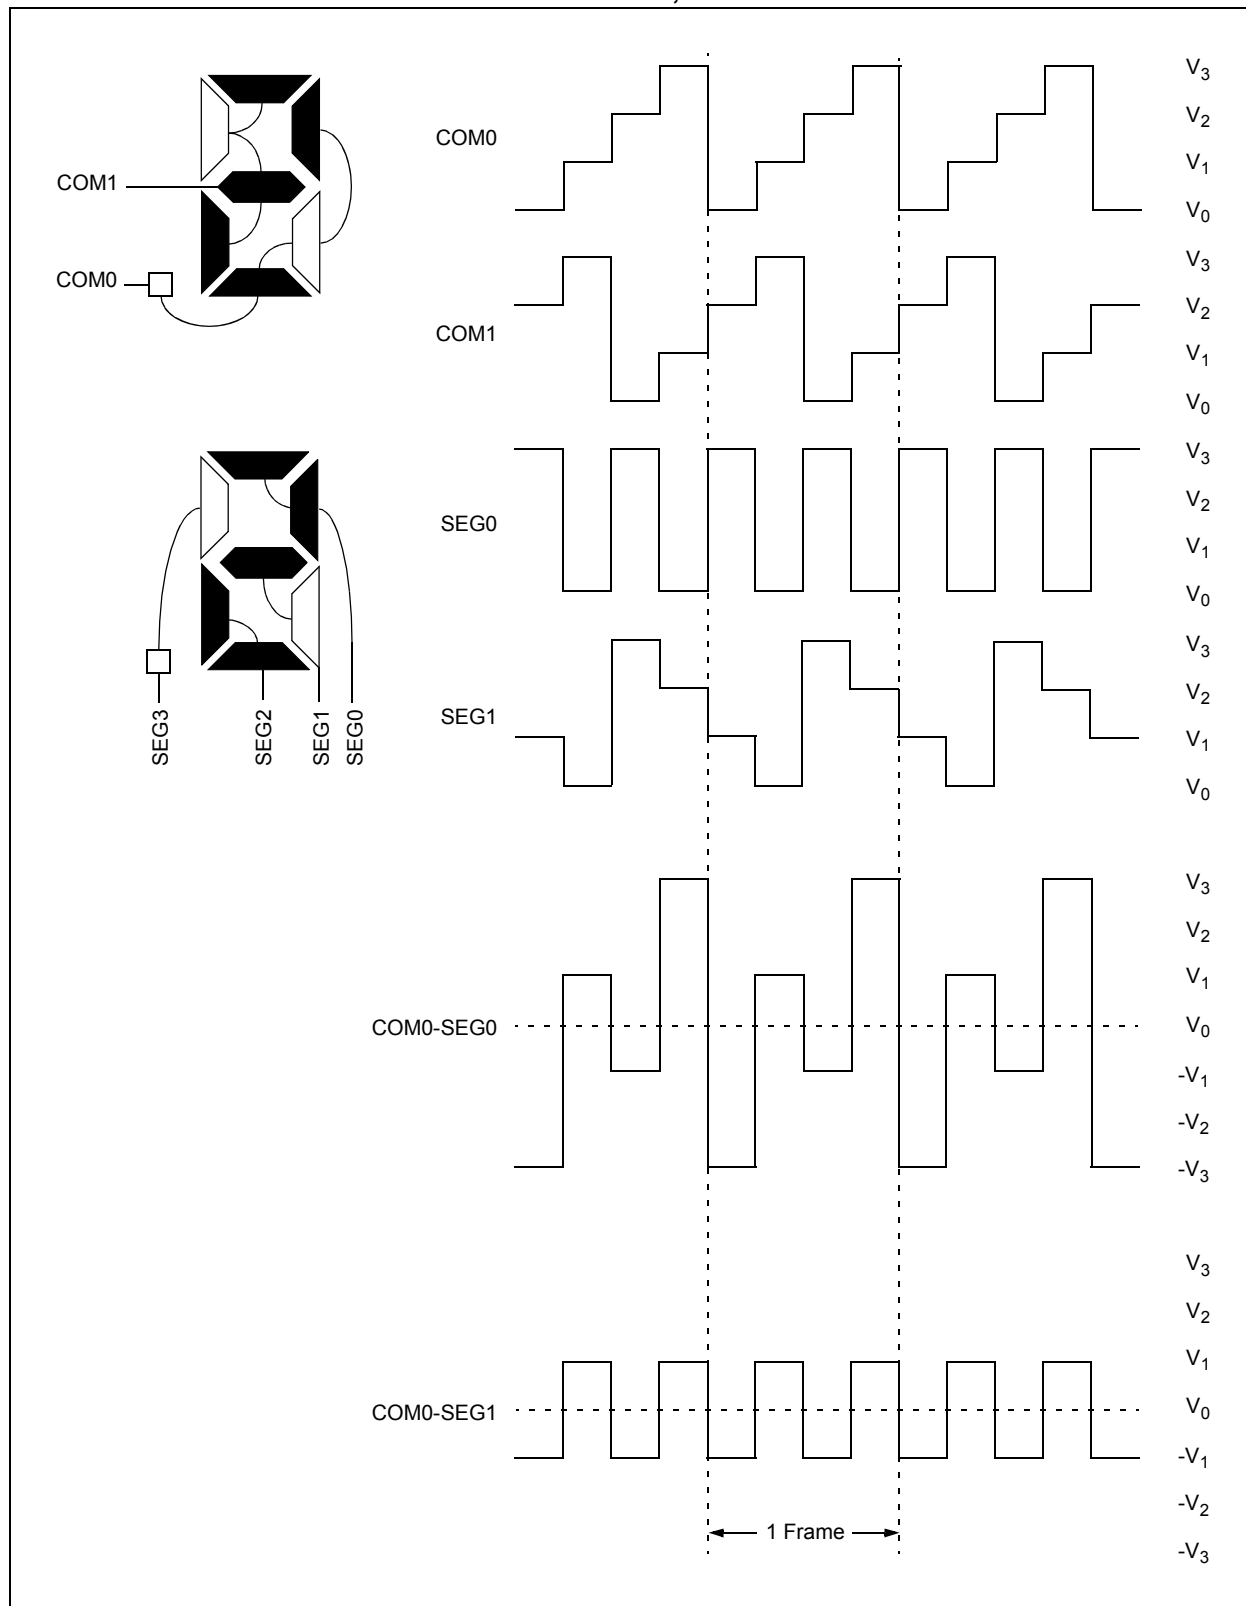 COM1
COM0
SEG3
SEG2
SEG1
SEG0
COM0
V3
V2
V1
V0
COM1
V3
V2
V1
V0
SEG0
V3
V2
V1
V0
SEG1
V3
V2
V1
V0
COM0-SEG0
V3
V2
V1
V0
-V1
-V2
-V3
COM0-SEG1
V3
V2
V1
V0
-V1
-V2
-V3
1 Frame